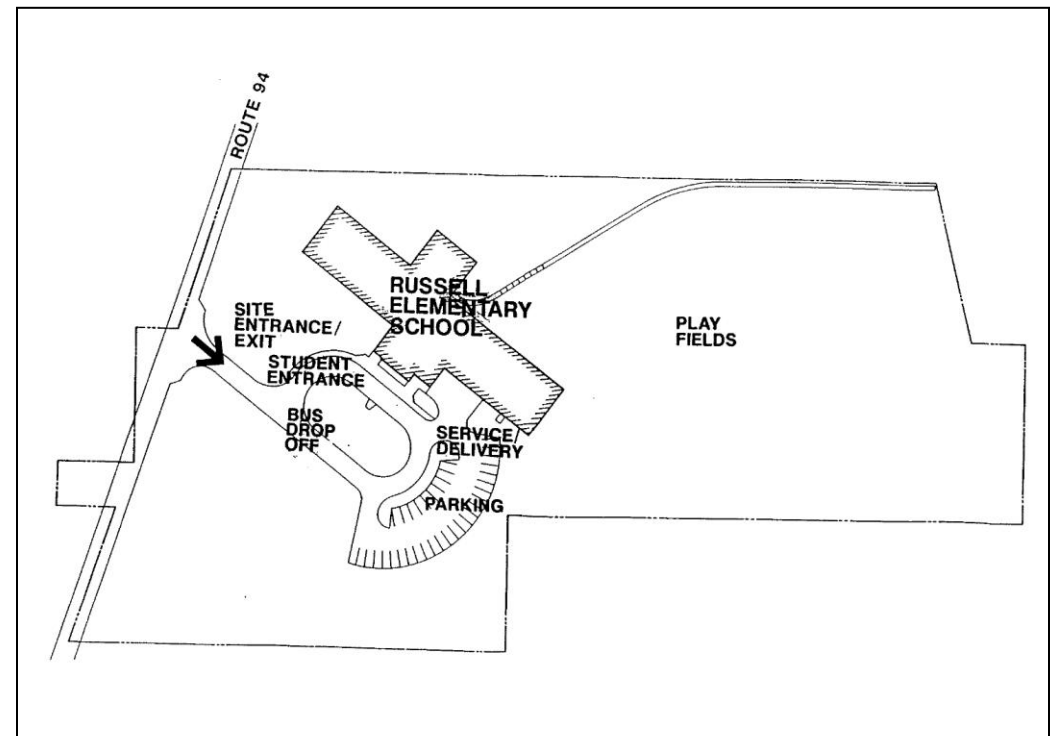 ROUTE 94
RUSSELL
ELEMENTARY
SCHOOL
SITE
ENTRANCE/
EXIT
STUDENT
ENTRANCE
PLAY
FIELDS
BUS
DROP
OFF
SERVICE/
DELIVERY
PARKING